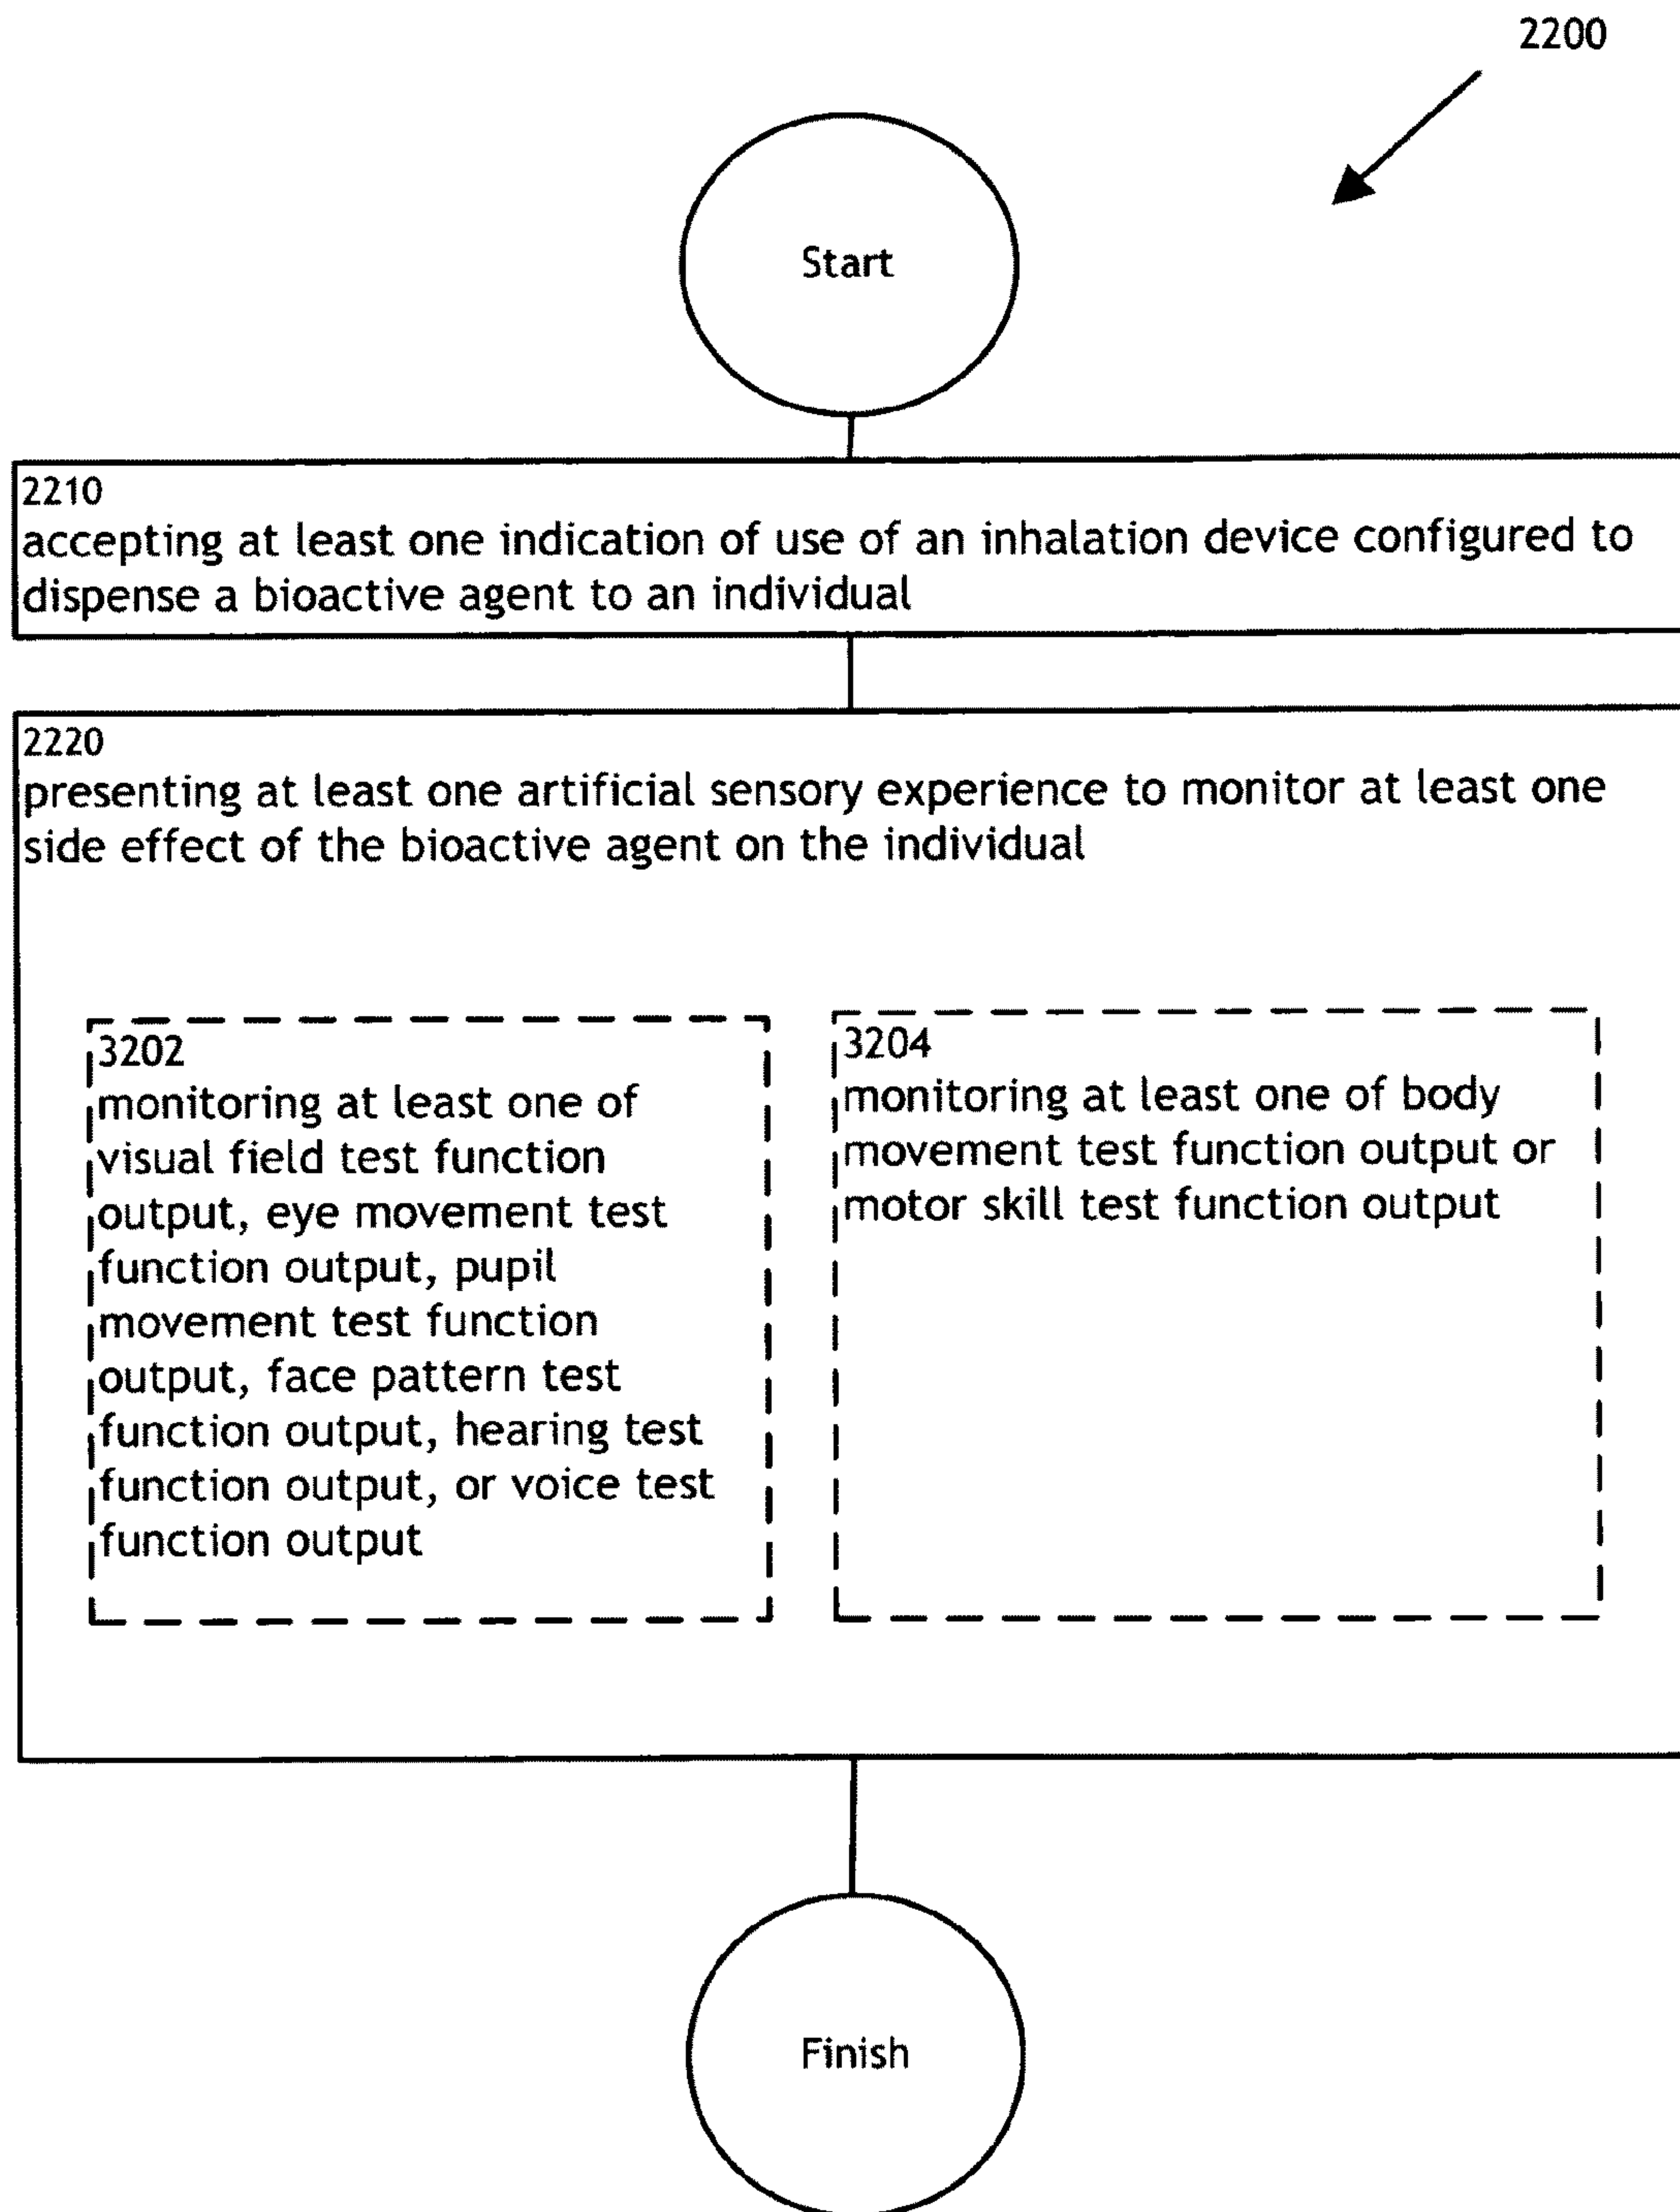 2200
Start
2210
accepting at least one indication of use of an inhalation device configured to
dispense a bioactive agent to an individual
2220
presenting at least one artificial sensory experience to monitor at least one
side effect of the bioactive agent on the individual
3202
monitoring at least one of
visual field test function
output, eye movement test
function output, pupil
movement test function
output, face pattern test
function output, hearing test
function output, or voice test
function output
3204
monitoring at least one of body
movement test function output or
motor skill test function output
Finish